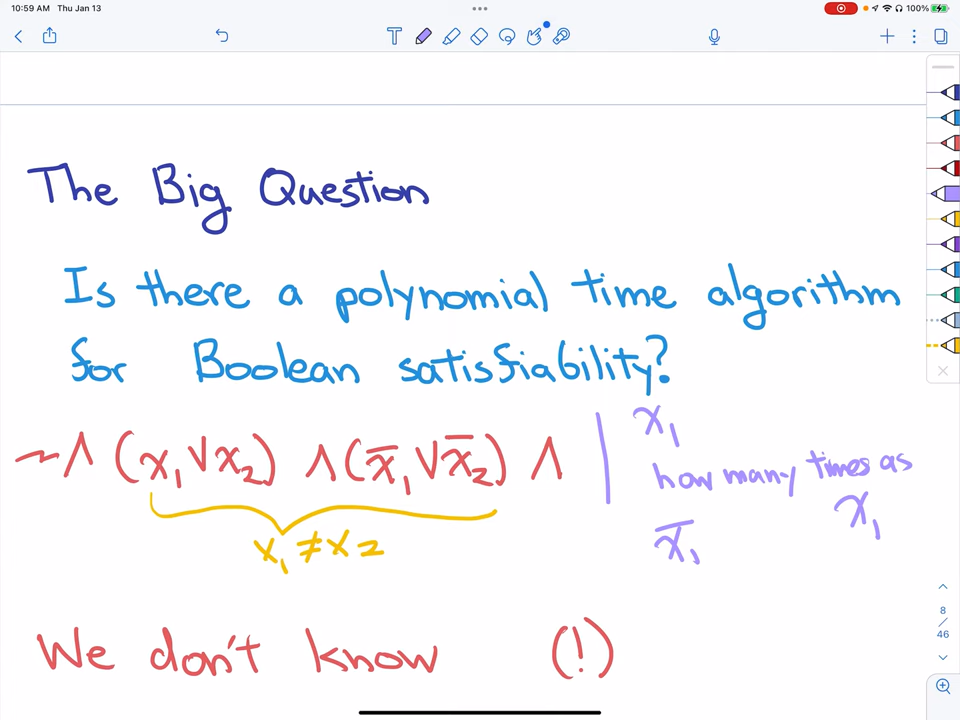 10:59 AM Thu Jan 13
100%
The Big Question
Is there a polynomial time algorithm
for Boolean satisfiability?
~∧ (x₁ ∨ x₂) ∧ (x̄₁ ∨ x̄₂) ∧
x₁ ≠ x₂
x₁
how many times as
x₁
x̄₁
We don't know (!)
8
/
46